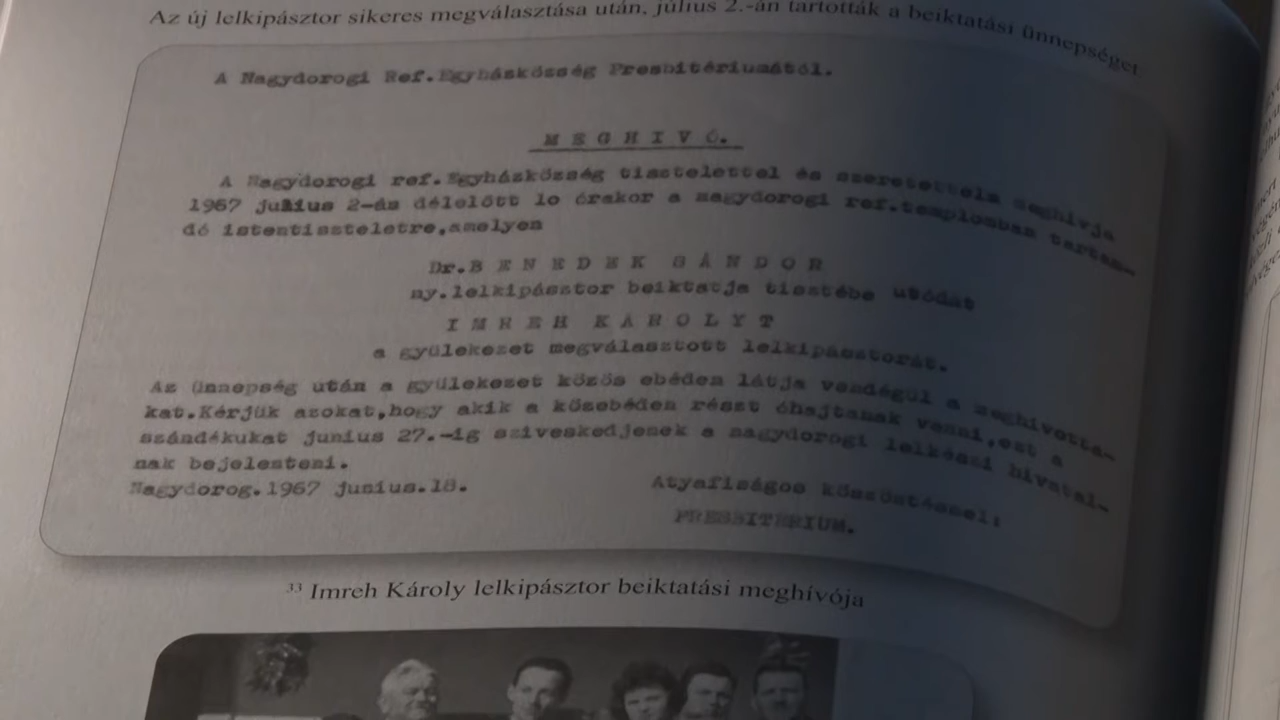 Az új lelkipásztor sikeres megválasztása után, július 2.-án tartották a beiktatási ünnepséget
A Nagydorogi Ref.Egyházközség Presbitériumától.
M E G H I V Ó.
A Nagydorogi ref.Egyházközség tisztelettel és szeretettelm meghivja
1967 julius 2-án délelőtt lo órakor a nagydorogi ref.templomban tartan-
dó istentiszteletre,amelyen
Dr.B E N E D E K S Á N D O R
ny.lelkipásztor beiktatja tisztébe utódát
I M R E H K Á R O L Y T
a gyülekezet megválasztott lelkipásztorát.
Az ünnepség után a gyülekezet közös ebéden látja vendégül a meghivotta-
kat.Kérjük azokat,hogy akik a közebéden részt óhajtanak venni,ezt a
szándékukat junius 27.-ig sziveskedjenek a nagydorogi lelkészi hivatal-
nak bejelenteni.
Nagydorog.1967 junius.18.
Atyafiságos köszöntéssel:
PRESBITERIUM.
33 Imreh Károly lelkipásztor beiktatási meghívója